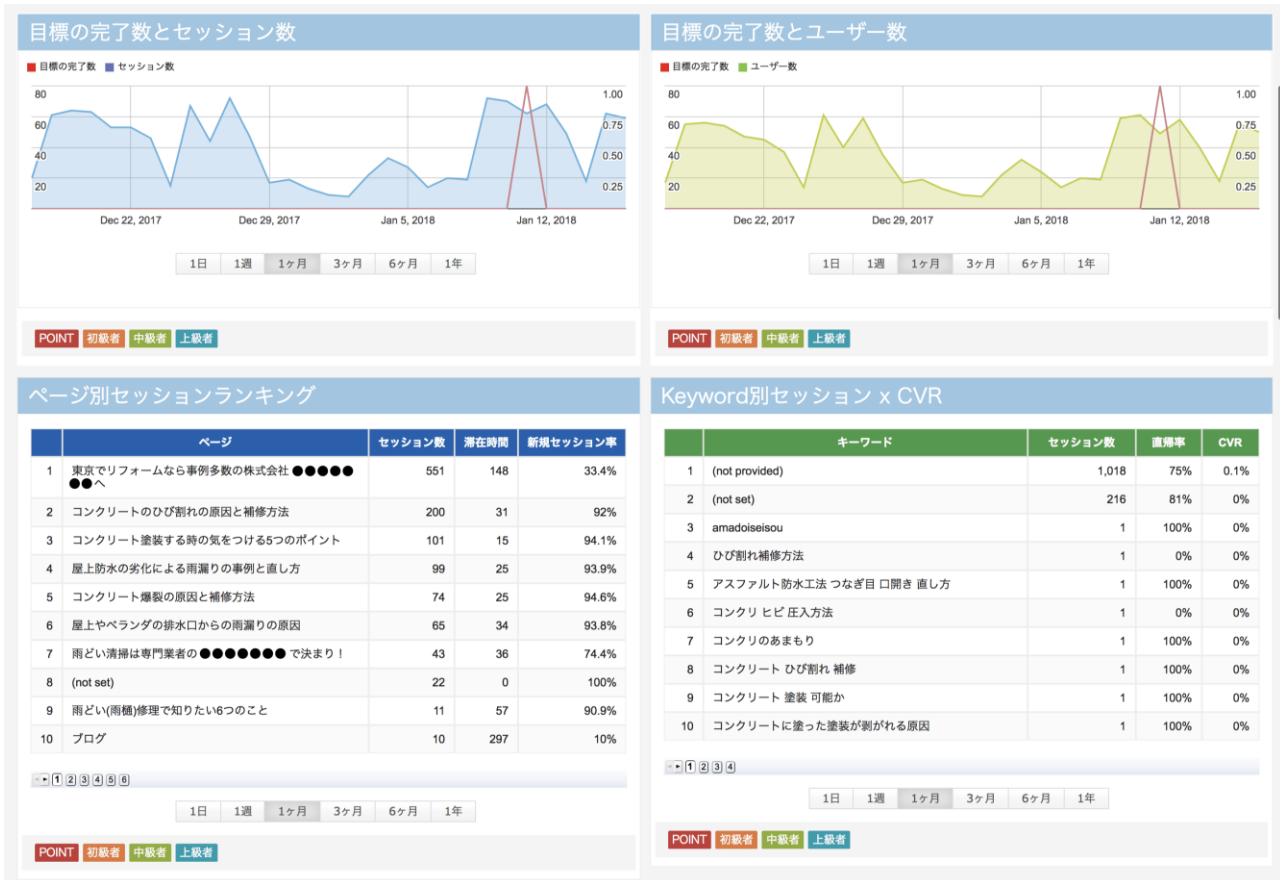 目標の完了数とセッション数
目標の完了数 セッション数
80 1.00
60 0.75
40 0.50
20 0.25
Dec 22, 2017 Dec 29, 2017 Jan 5, 2018 Jan 12, 2018
1日 1週 1ヶ月 3ヶ月 6ヶ月 1年
POINT 初級者 中級者 上級者
目標の完了数とユーザー数
目標の完了数 ユーザー数
80 1.00
60 0.75
40 0.50
20 0.25
Dec 22, 2017 Dec 29, 2017 Jan 5, 2018 Jan 12, 2018
1日 1週 1ヶ月 3ヶ月 6ヶ月 1年
POINT 初級者 中級者 上級者
ページ別セッションランキング
ページ セッション数 滞在時間 新規セッション率
1 東京でリフォームなら事例多数の株式会社 ●●●●●● 551 148 33.4%
●●へ
2 コンクリートのひび割れの原因と補修方法 200 31 92%
3 コンクリート塗装する時の気をつける5つのポイント 101 15 94.1%
4 屋上防水の劣化による雨漏りの事例と直し方 99 25 93.9%
5 コンクリート爆裂の原因と補修方法 74 25 94.6%
6 屋上やベランダの排水口からの雨漏りの原因 65 34 93.8%
7 雨どい清掃は専門業者の●●●●●●● で決まり！ 43 36 74.4%
8 (not set) 22 0 100%
9 雨どい(雨樋)修理で知りたい6つのこと 11 57 90.9%
10 ブログ 10 297 10%
1 2 3 4 5 6
1日 1週 1ヶ月 3ヶ月 6ヶ月 1年
POINT 初級者 中級者 上級者
Keyword別セッション x CVR
キーワード セッション数 直帰率 CVR
1 (not provided) 1,018 75% 0.1%
2 (not set) 216 81% 0%
3 amadoiseisou 1 100% 0%
4 ひび割れ補修方法 1 0% 0%
5 アスファルト防水工法 つなぎ目 口開き 直し方 1 100% 0%
6 コンクリ ヒビ 圧入方法 1 0% 0%
7 コンクリのあまもり 1 100% 0%
8 コンクリート ひび割れ 補修 1 100% 0%
9 コンクリート 塗装 可能か 1 100% 0%
10 コンクリートに塗った塗装が剥がれる原因 1 100% 0%
1 2 3 4
1日 1週 1ヶ月 3ヶ月 6ヶ月 1年
POINT 初級者 中級者 上級者